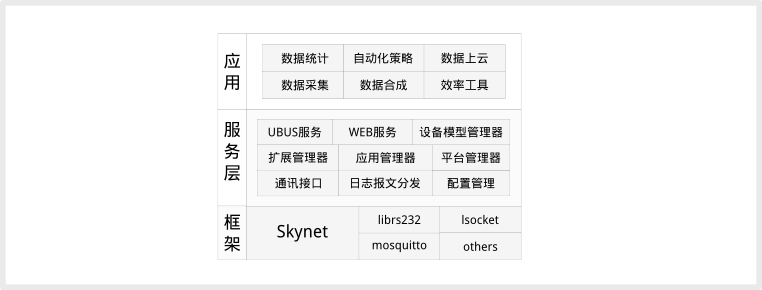 应用
数据统计 自动化策略 数据上云
数据采集 数据合成 效率工具
服务层
UBUS服务 WEB服务 设备模型管理器
扩展管理器 应用管理器 平台管理器
通讯接口 日志报文分发 配置管理
框架
Skynet
librs232 lsocket
mosquitto others